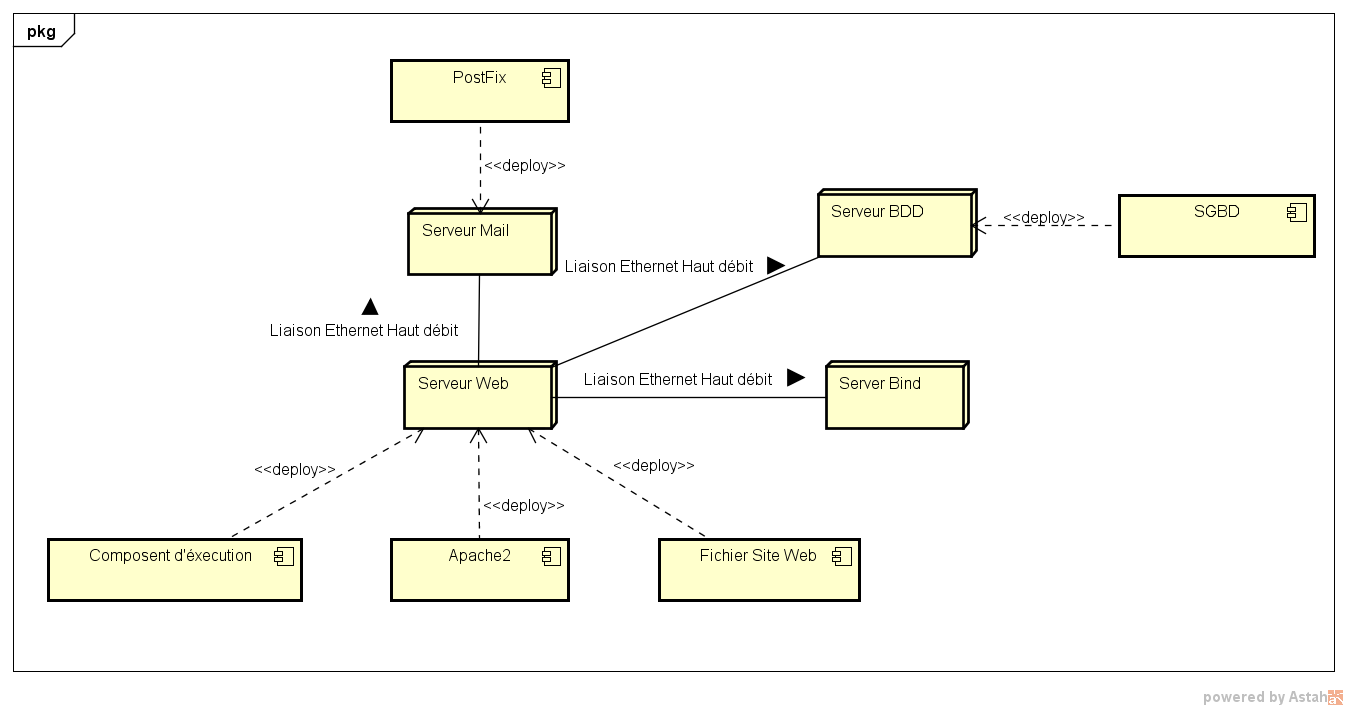 pkg
PostFix
<<deploy>>
Serveur BDD
<<deploy>>
SGBD
Serveur Mail
Liaison Ethernet Haut débit
Liaison Ethernet Haut débit
Serveur Web
Liaison Ethernet Haut débit
Server Bind
<<deploy>>
<<deploy>>
<<deploy>>
Composent d'éxecution
Apache2
Fichier Site Web
powered by Astah